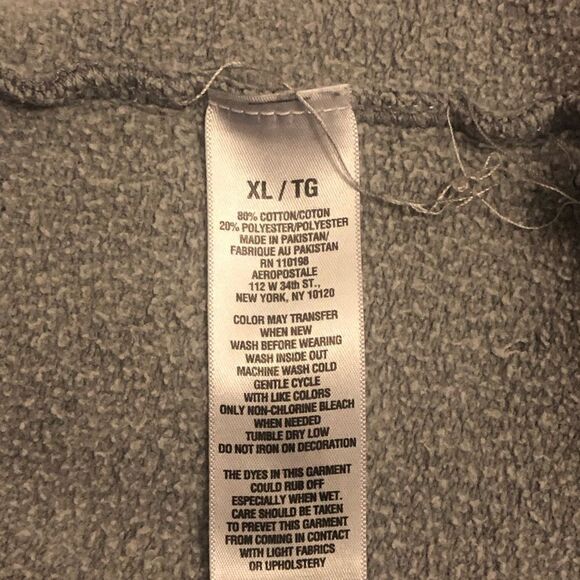 XL / TG
80% COTTON/COTON
20% POLYESTER/POLYESTER
MADE IN PAKISTAN/
FABRIQUE AU PAKISTAN
RN 110198
AEROPOSTALE
112 W 34th ST.,
NEW YORK, NY 10120
COLOR MAY TRANSFER
WHEN NEW
WASH BEFORE WEARING
WASH INSIDE OUT
MACHINE WASH COLD
GENTLE CYCLE
WITH LIKE COLORS
ONLY NON-CHLORINE BLEACH
WHEN NEEDED
TUMBLE DRY LOW
DO NOT IRON ON DECORATION
THE DYES IN THIS GARMENT
COULD RUB OFF
ESPECIALLY WHEN WET.
CARE SHOULD BE TAKEN
TO PREVET THIS GARMENT
FROM COMING IN CONTACT
WITH LIGHT FABRICS
OR UPHOLSTERY